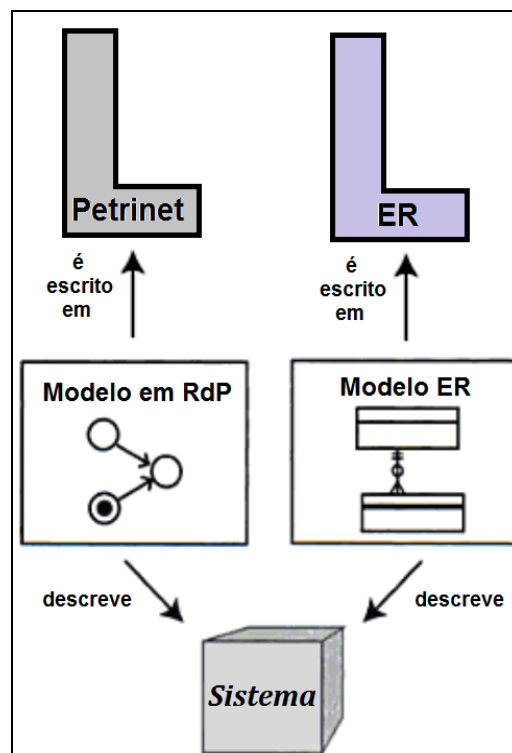 Petrinet
ER
é
escrito
em
é
escrito
em
Modelo em RdP
Modelo ER
descreve
descreve
Sistema